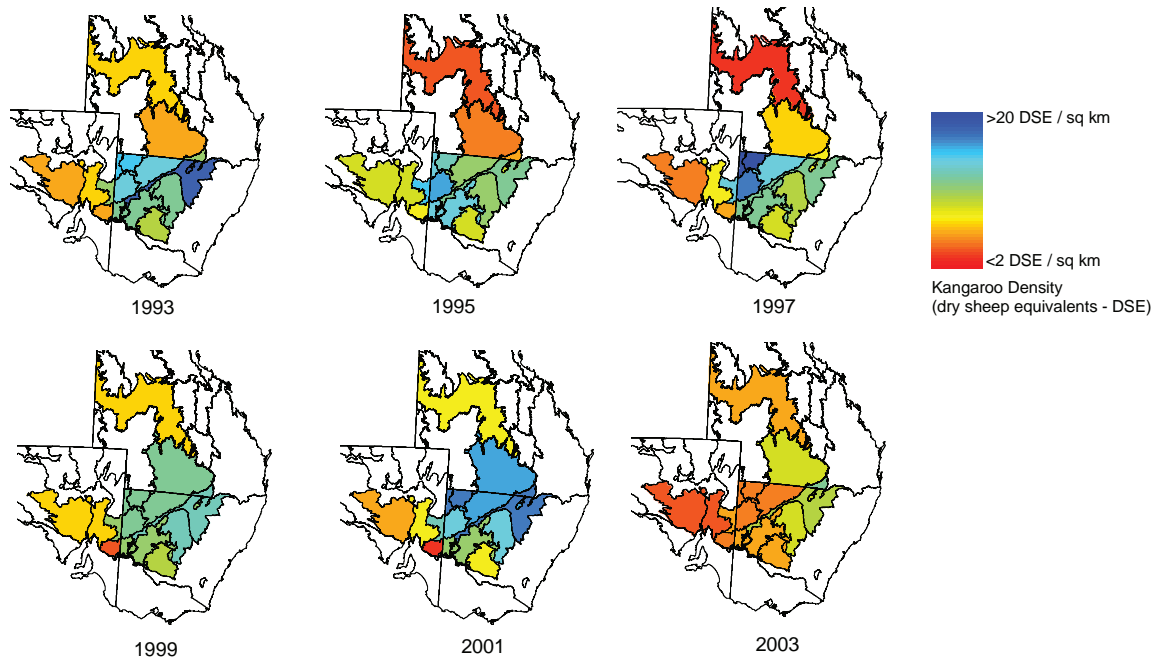 1993
1995
1997
>20 DSE / sq km
<2 DSE / sq km
Kangaroo Density
(dry sheep equivalents - DSE)
1999
2001
2003